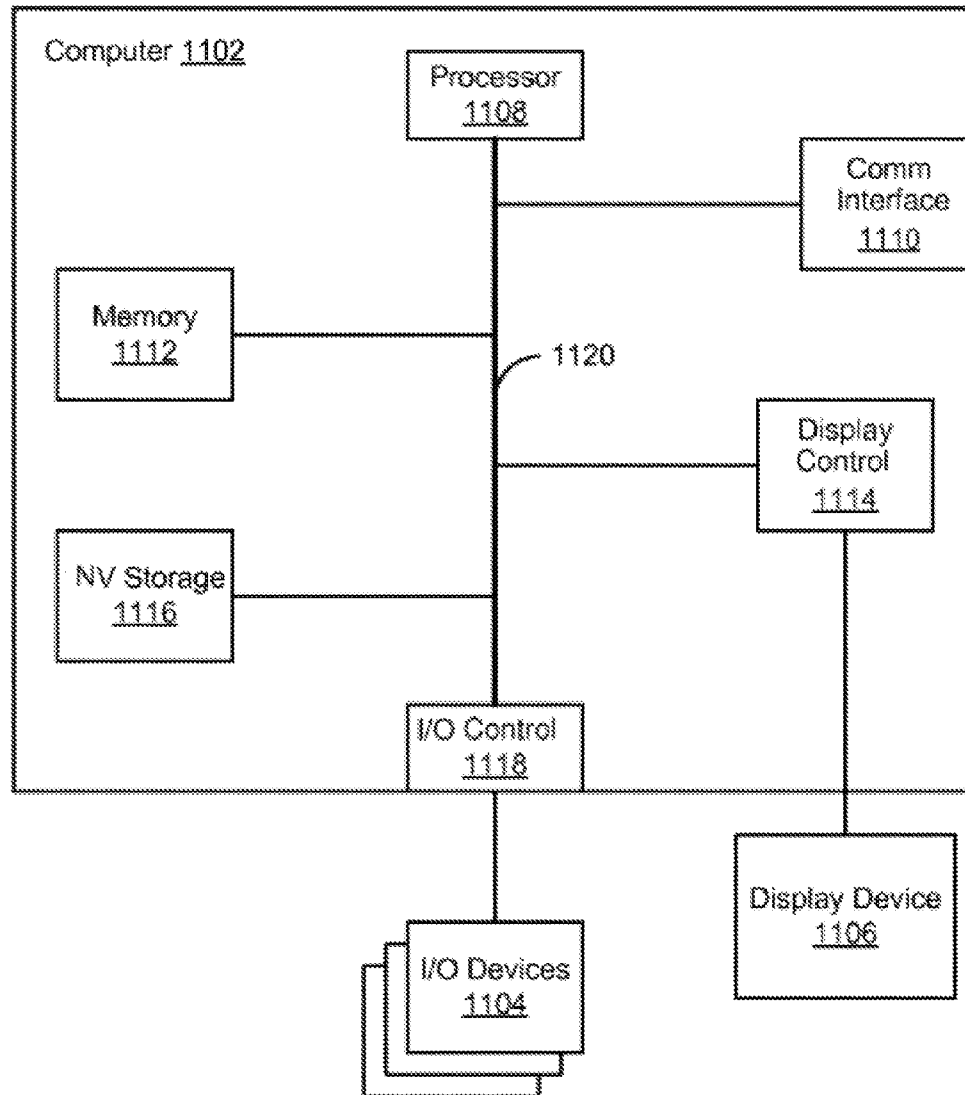 Computer 1102
Processor
1108
Comm
Interface
1110
Memory
1112
1120
Display
Control
1114
NV Storage
1116
I/O Control
1118
Display Device
1106
I/O Devices
1104